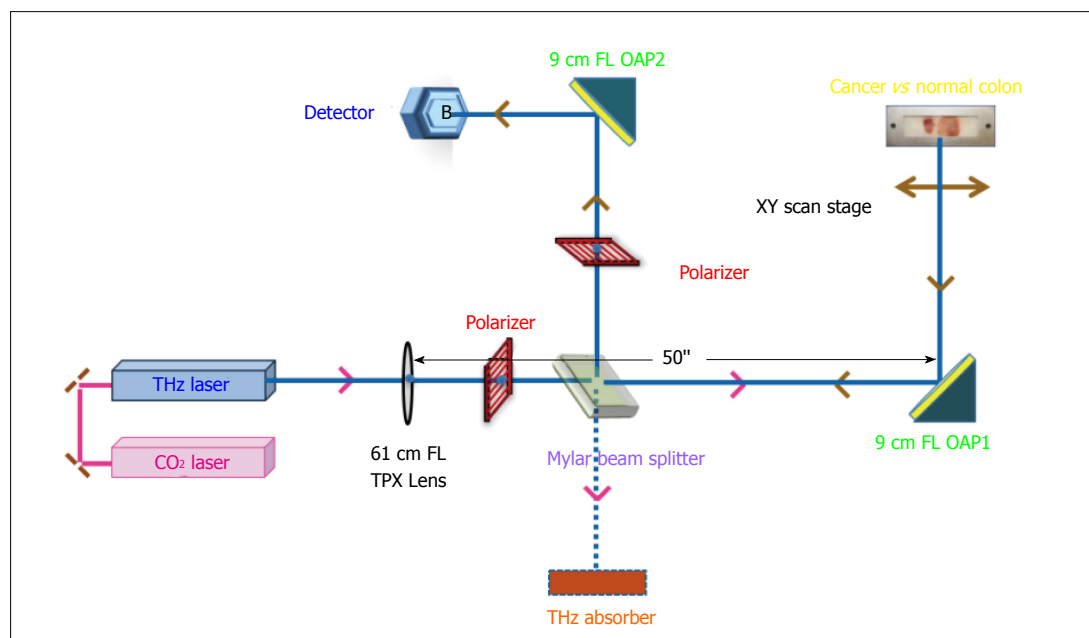 9 cm FL OAP2
Cancer vs normal colon
Detector
B
XY scan stage
Polarizer
Polarizer
50"
THz laser
CO₂ laser
61 cm FL
TPX Lens
Mylar beam splitter
9 cm FL OAP1
THz absorber